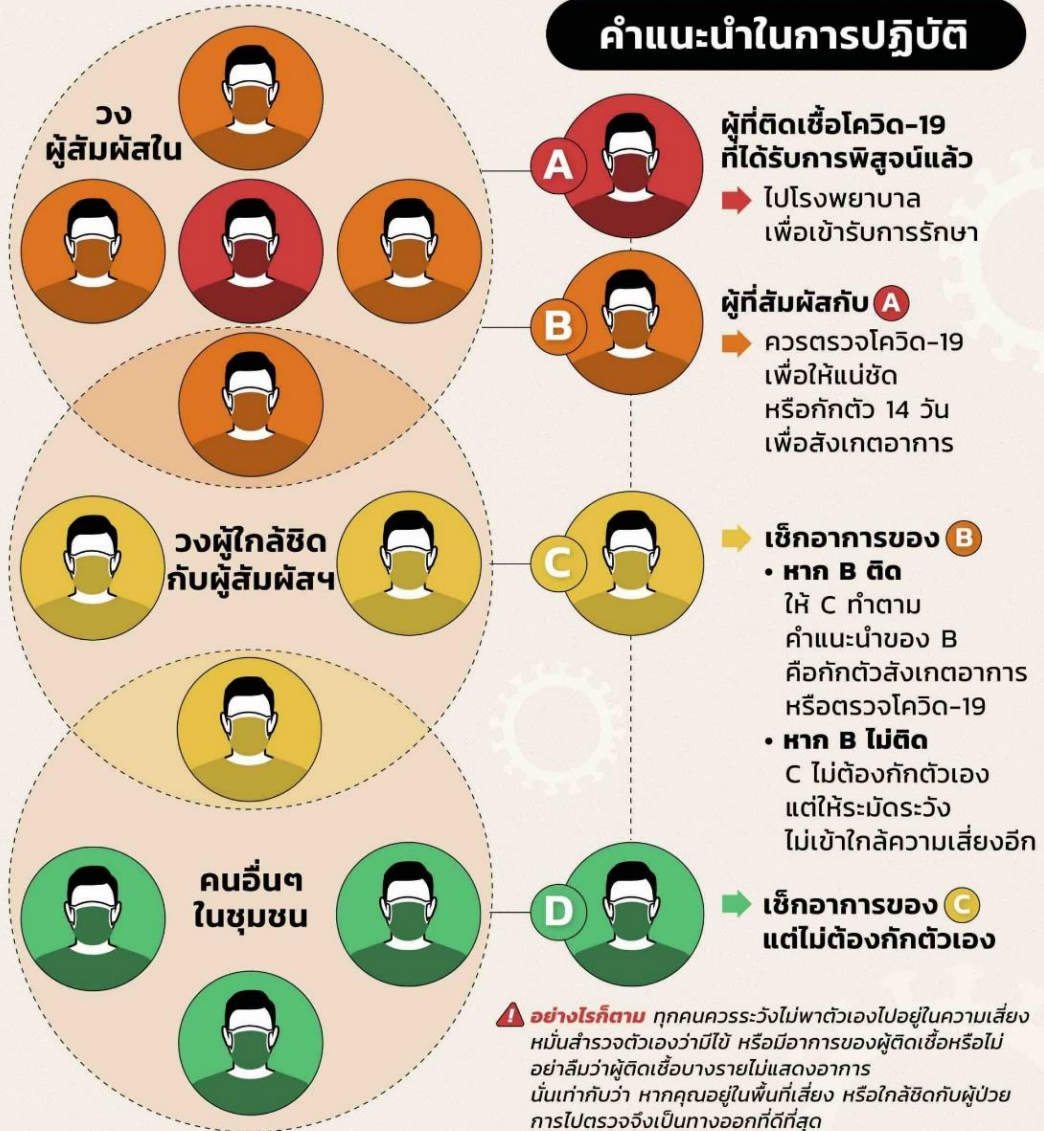 คำแนะนำในการปฏิบัติ
วง
ผู้สัมผัสใน
A
ผู้ที่ติดเชื้อโควิด-19
ที่ได้รับการพิสูจน์แล้ว
ไปโรงพยาบาล
เพื่อเข้ารับการรักษา
B
ผู้ที่สัมผัสกับ A
ควรตรวจโควิด-19
เพื่อให้แน่ชัด
หรือกักตัว 14 วัน
เพื่อสังเกตอาการ
วงผู้ใกล้ชิด
กับผู้สัมผัสฯ
C
เช็กอาการของ B
• หาก B ติด
ให้ C ทำตาม
คำแนะนำของ B
คือกักตัวสังเกตอาการ
หรือตรวจโควิด-19
• หาก B ไม่ติด
C ไม่ต้องกักตัวเอง
แต่ให้ระมัดระวัง
ไม่เข้าใกล้ความเสี่ยงอีก
คนอื่นๆ
ในชุมชน
D
เช็กอาการของ C
แต่ไม่ต้องกักตัวเอง
! อย่างไรก็ตาม ทุกคนควรระวังไม่พาตัวเองไปอยู่ในความเสี่ยง
หมั่นสำรวจตัวเองว่ามีไข้ หรือมีอาการของผู้ติดเชื้อหรือไม่
อย่าลืมว่าผู้ติดเชื้อบางรายไม่แสดงอาการ
นั่นเท่ากับว่า หากคุณอยู่ในพื้นที่เสี่ยง หรือใกล้ชิดกับผู้ป่วย
การไปตรวจจึงเป็นทางออกที่ดีที่สุด